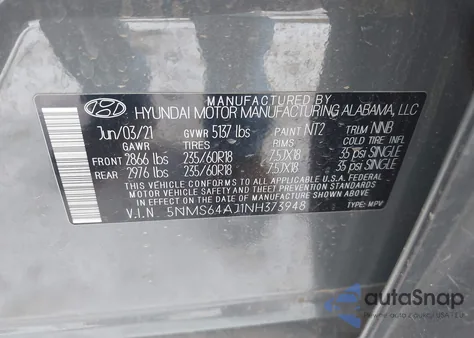 MANUFACTURED BY
HYUNDAI MOTOR MANUFACTURING ALABAMA, LLC
Jun/03/21 GVWR 5137 lbs PAINT NT2 TRIM NNB
GAWR TIRES RIMS COLD TIRE INFL
FRONT 2866 lbs 235/60R18 7.5JX18 35 psi SINGLE
REAR 2976 lbs 235/60R18 7.5JX18 35 psi SINGLE
THIS VEHICLE CONFORMS TO ALL APPLICABLE U.S.A. FEDERAL
MOTOR VEHICLE SAFETY AND THEFT PREVENTION STANDARDS
IN EFFECT ON THE DATE OF MANUFACTURE SHOWN ABOVE.
V.I.N. 5NMS64AJ1NH373948 TYPE: MPV
autaSnap